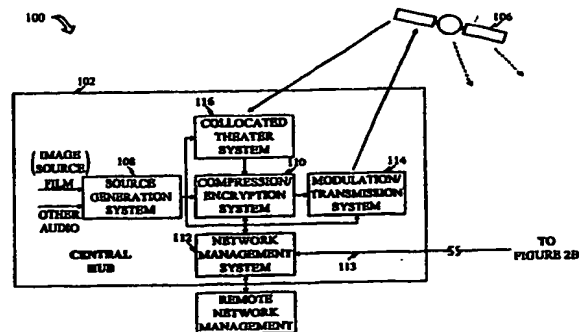 100
106
102
116
COLLOCATED
THEATER
SYSTEM
(IMAGE
SOURCE)
FILM
108
SOURCE
GENERATION
SYSTEM
OTHER
AUDIO
110
COMPRESSION/
ENCRYPTION
SYSTEM
114
MODULATION/
TRANSMISSION
SYSTEM
CENTRAL
HUB
112
NETWORK
MANAGEMENT
SYSTEM
113
TO
FIGURE 2B
REMOTE NETWORK
MANAGEMENT